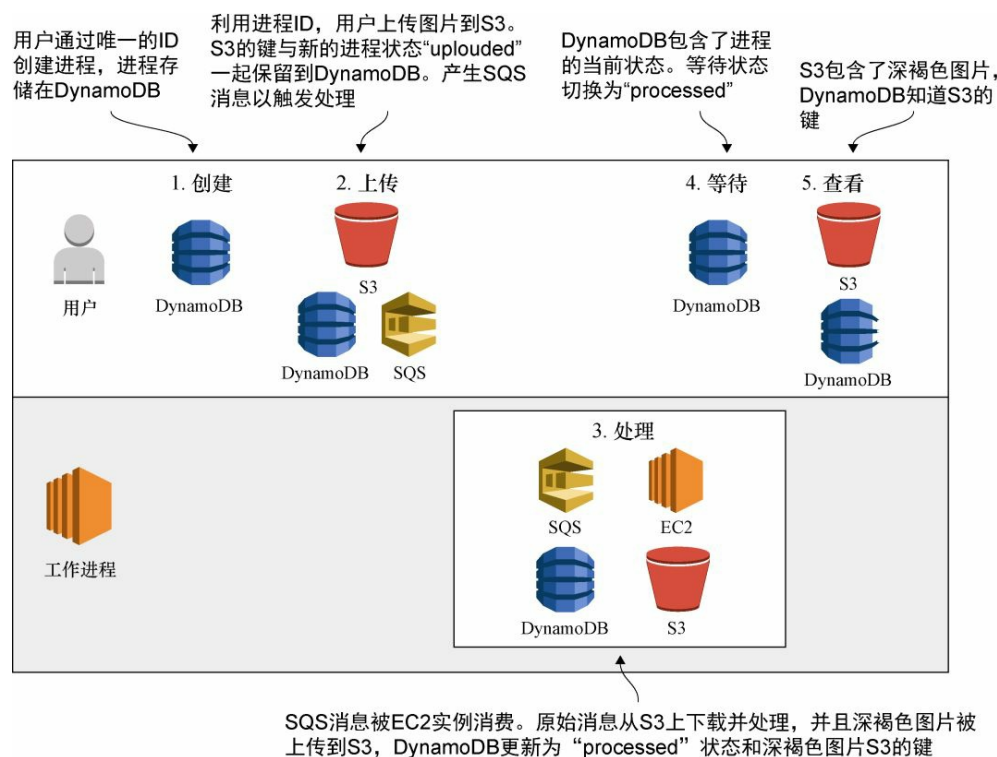 用户通过唯一的ID
创建进程，进程存
储在DynamoDB
利用进程ID，用户上传图片到S3。
S3的键与新的进程状态“uplouded”
一起保留到DynamoDB。产生SQS
消息以触发处理
DynamoDB包含了进程
的当前状态。等待状态
切换为“processed”
S3包含了深褐色图片，
DynamoDB知道S3的
键
1. 创建
2. 上传
4. 等待
5. 查看
用户
DynamoDB
S3
DynamoDB
SQS
DynamoDB
S3
DynamoDB
3. 处理
工作进程
SQS
EC2
DynamoDB
S3
SQS消息被EC2实例消费。原始消息从S3上下载并处理，并且深褐色图片被
上传到S3，DynamoDB更新为“processed”状态和深褐色图片S3的键